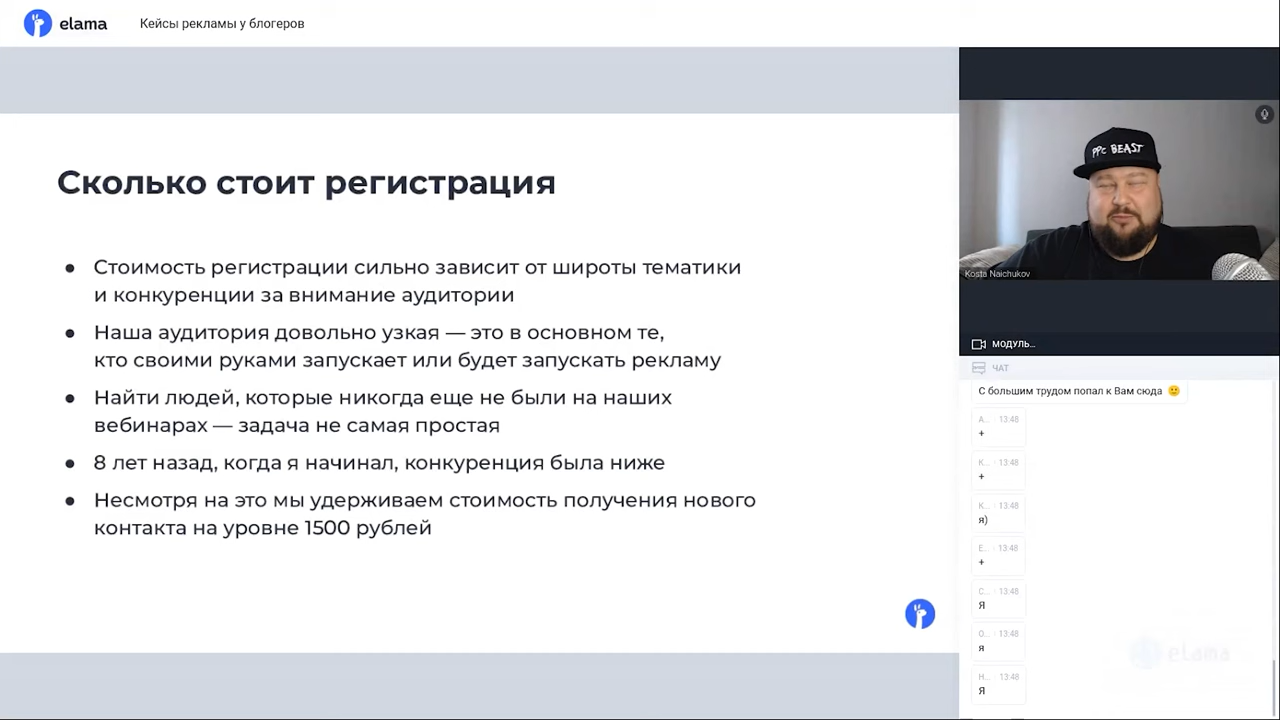 elama
Кейсы рекламы у блогеров
Сколько стоит регистрация
● Стоимость регистрации сильно зависит от широты тематики
и конкуренции за внимание аудитории
● Наша аудитория довольно узкая — это в основном те,
кто своими руками запускает или будет запускать рекламу
● Найти людей, которые никогда еще не были на наших
вебинарах — задача не самая простая
● 8 лет назад, когда я начинал, конкуренция была ниже
● Несмотря на это мы удерживаем стоимость получения нового
контакта на уровне 1500 рублей
PPC BEAST
Kosta Naichukov
МОДУЛЬ...
ЧАТ
С большим трудом попал к Вам сюда 🙂
А... 13:48
+
К... 13:48
+
К... 13:48
я)
Е... 13:48
+
С... 13:48
Я
О... 13:48
я
Н... 13:48
Я
elama